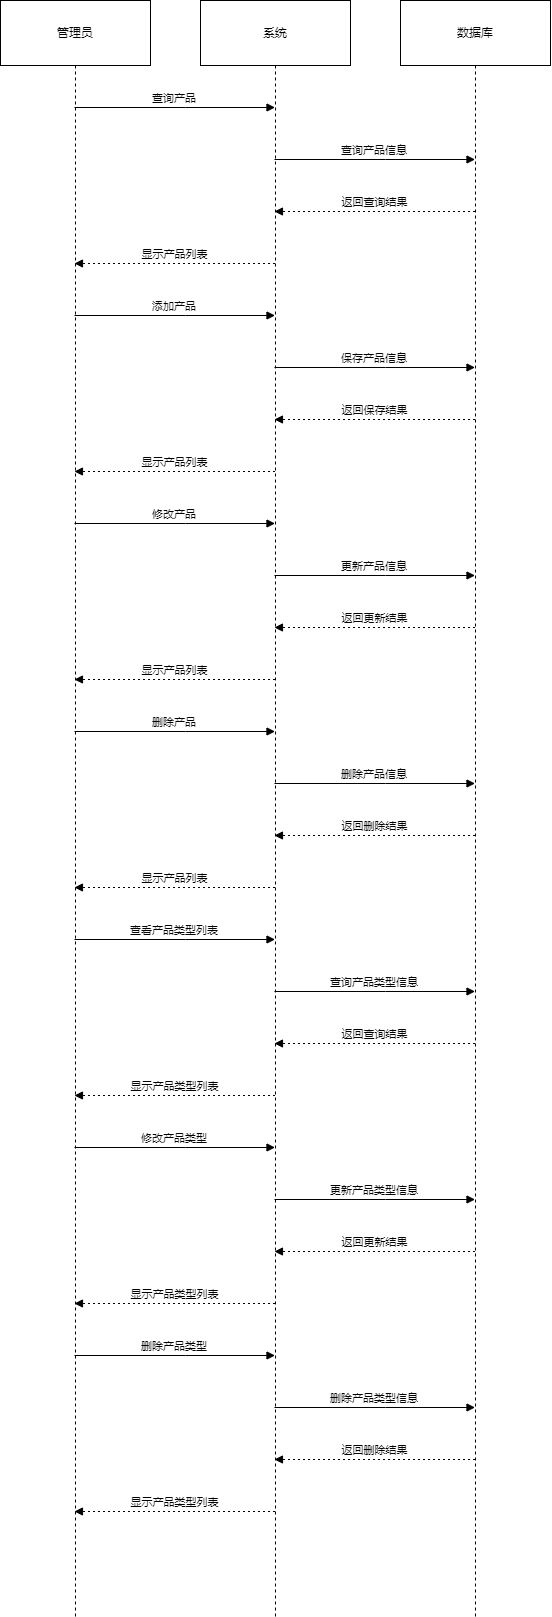 管理员
系统
数据库
查询产品
查询产品信息
返回查询结果
显示产品列表
添加产品
保存产品信息
返回保存结果
显示产品列表
修改产品
更新产品信息
返回更新结果
显示产品列表
删除产品
删除产品信息
返回删除结果
显示产品列表
查看产品类型列表
查询产品类型信息
返回查询结果
显示产品类型列表
修改产品类型
更新产品类型信息
返回更新结果
显示产品类型列表
删除产品类型
删除产品类型信息
返回删除结果
显示产品类型列表